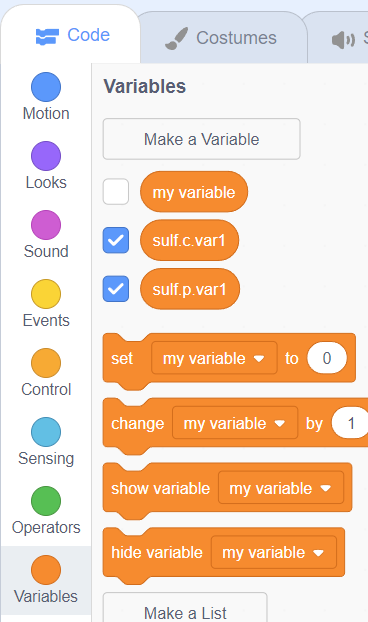 Code
Costumes
Variables
Motion
Make a Variable
Looks
my variable
Sound
sulf.c.var1
Events
sulf.p.var1
Control
set my variable to 0
Sensing
change my variable by 1
Operators
show variable my variable
Variables
hide variable my variable
Make a List